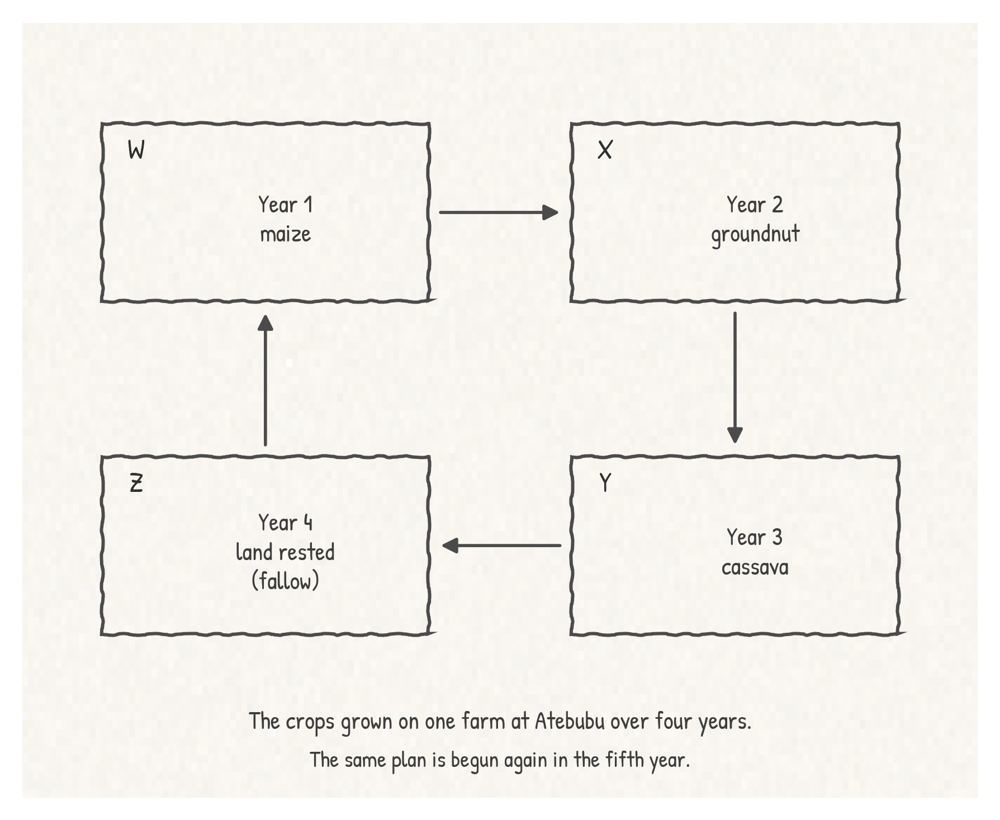 W
Year 1
maize
X
Year 2
groundnut
Z
Year 4
land rested
(fallow)
Y
Year 3
cassava
The crops grown on one farm at Atebubu over four years.
The same plan is begun again in the fifth year.